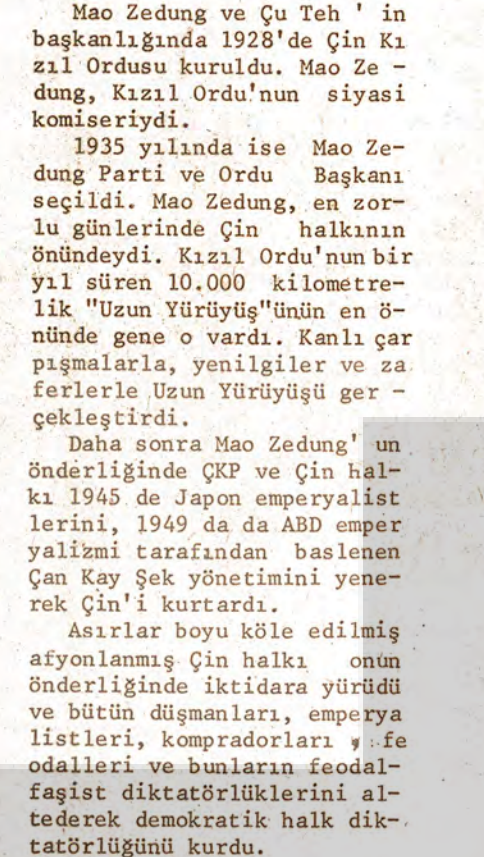 Mao Zedung ve Çu Teh ' in
başkanlığında 1928'de Çin Kı
zıl Ordusu kuruldu. Mao Ze -
dung, Kızıl Ordu'nun siyasi
komiseriydi.
1935 yılında ise Mao Ze-
dung Parti ve Ordu Başkanı
seçildi. Mao Zedung, en zor-
lu günlerinde Çin halkının
önündeydi. Kızıl Ordu'nun bir
yıl süren 10.000 kilometre-
lik "Uzun Yürüyüş"ünün en ö-
nünde gene o vardı. Kanlı çar
pışmalarla, yenilgiler ve za
ferlerle Uzun Yürüyüşü ger -
çekleştirdi.
Daha sonra Mao Zedung' un
önderliğinde ÇKP ve Çin hal-
kı 1945 de Japon emperyalist
lerini, 1949 da da ABD emper
yalizmi tarafından baslenen
Çan Kay Şek yönetimini yene-
rek Çin'i kurtardı.
Asırlar boyu köle edilmiş
afyonlanmış Çin halkı onun
önderliğinde iktidara yürüdü
ve bütün düşmanları, emperya
listleri, kompradorları , fe
odalleri ve bunların feodal-
faşist diktatörlüklerini al-
tederek demokratik halk dik-
tatörlüğünü kurdu.